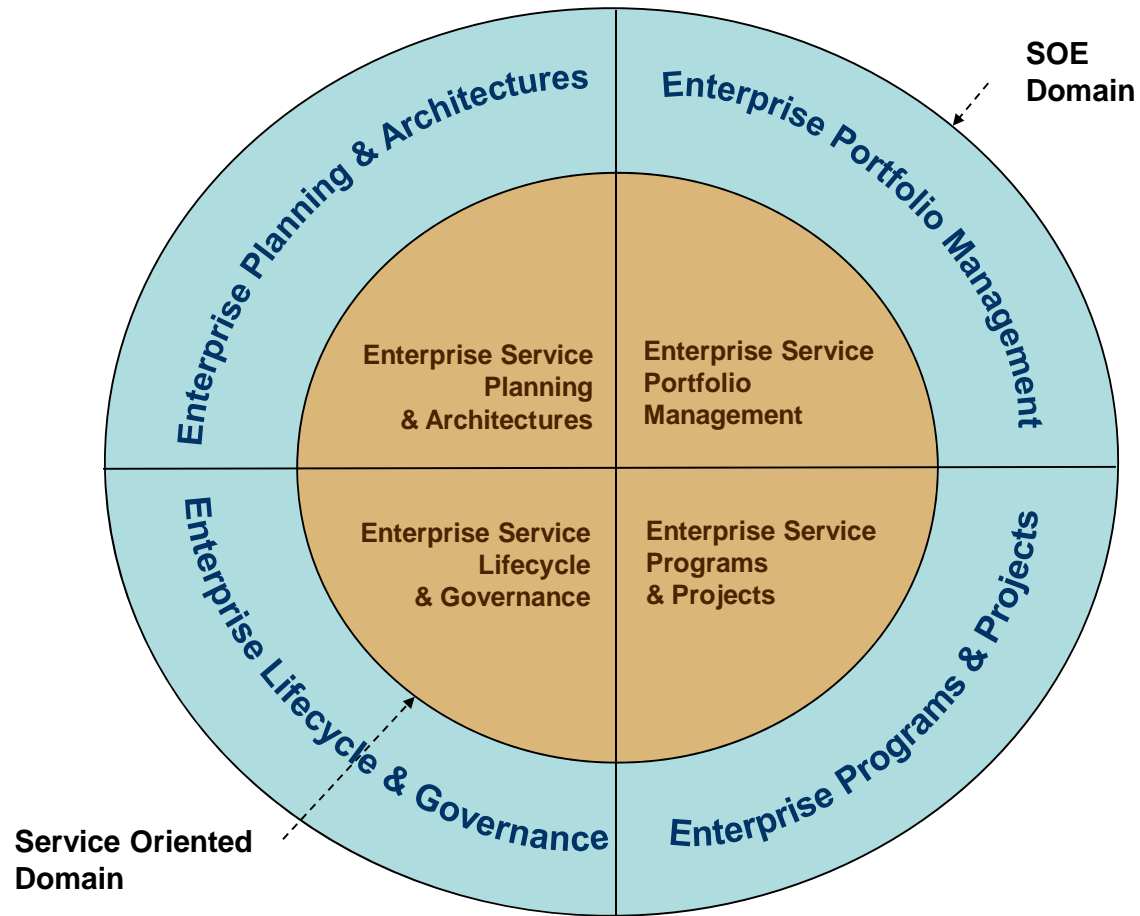 SOE
Domain
Enterprise Planning & Architectures
Enterprise Portfolio Management
Enterprise Service
Planning
& Architectures
Enterprise Service
Portfolio
Management
Enterprise Service
Lifecycle
& Governance
Enterprise Service
Programs
& Projects
Enterprise Lifecycle & Governance
Enterprise Programs & Projects
Service Oriented
Domain